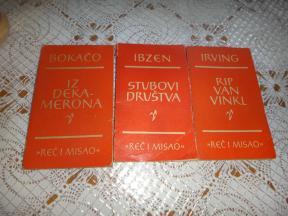 BOKAČO
IZ
DEKA-
MERONA
»REČ I MISAO«
IBZEN
STUBOVI
DRUŠTVA
»REČ I MISAO«
IRVING
RIP
VAN
VINKL
»REČ I MISAO«